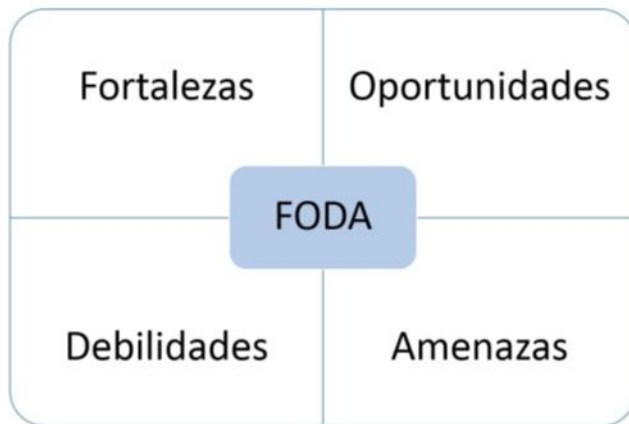 Fortalezas
Oportunidades
FODA
Debilidades
Amenazas